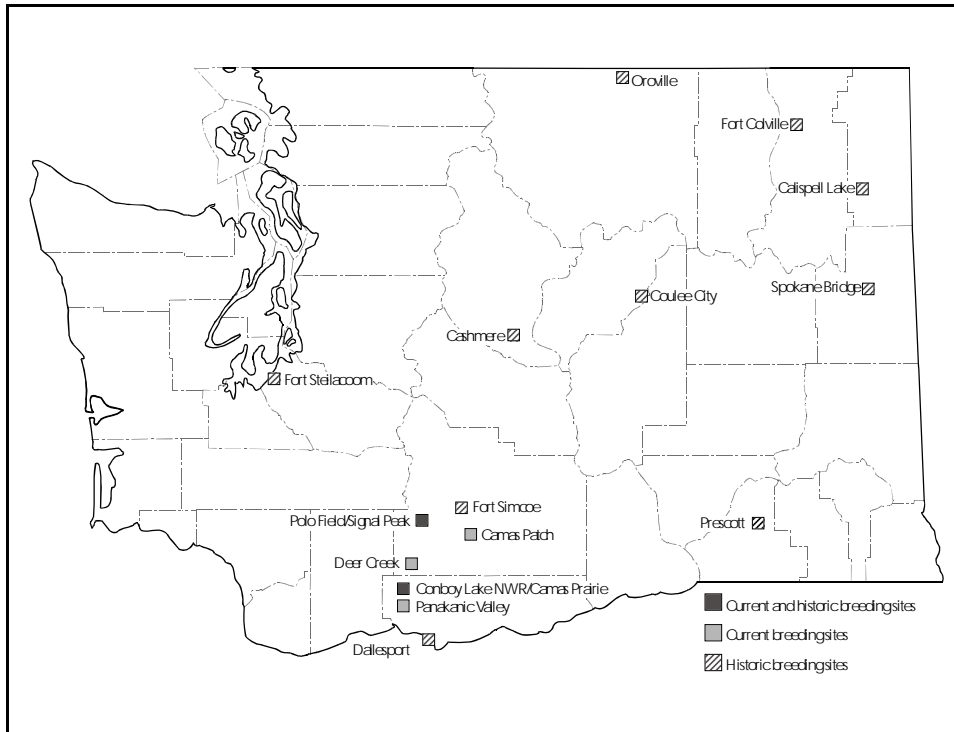 Oroville
Fort Colville
Calispell Lake
Spokane Bridge
Coulee City
Cashmere
Fort Steilacoom
Fort Simcoe
Polo Field/Signal Peak
Prescott
Camas Patch
Deer Creek
Conboy Lake NWR/Camas Prairie
Panakanic Valley
Dallesport
Current and historic breeding sites
Current breeding sites
Historic breeding sites